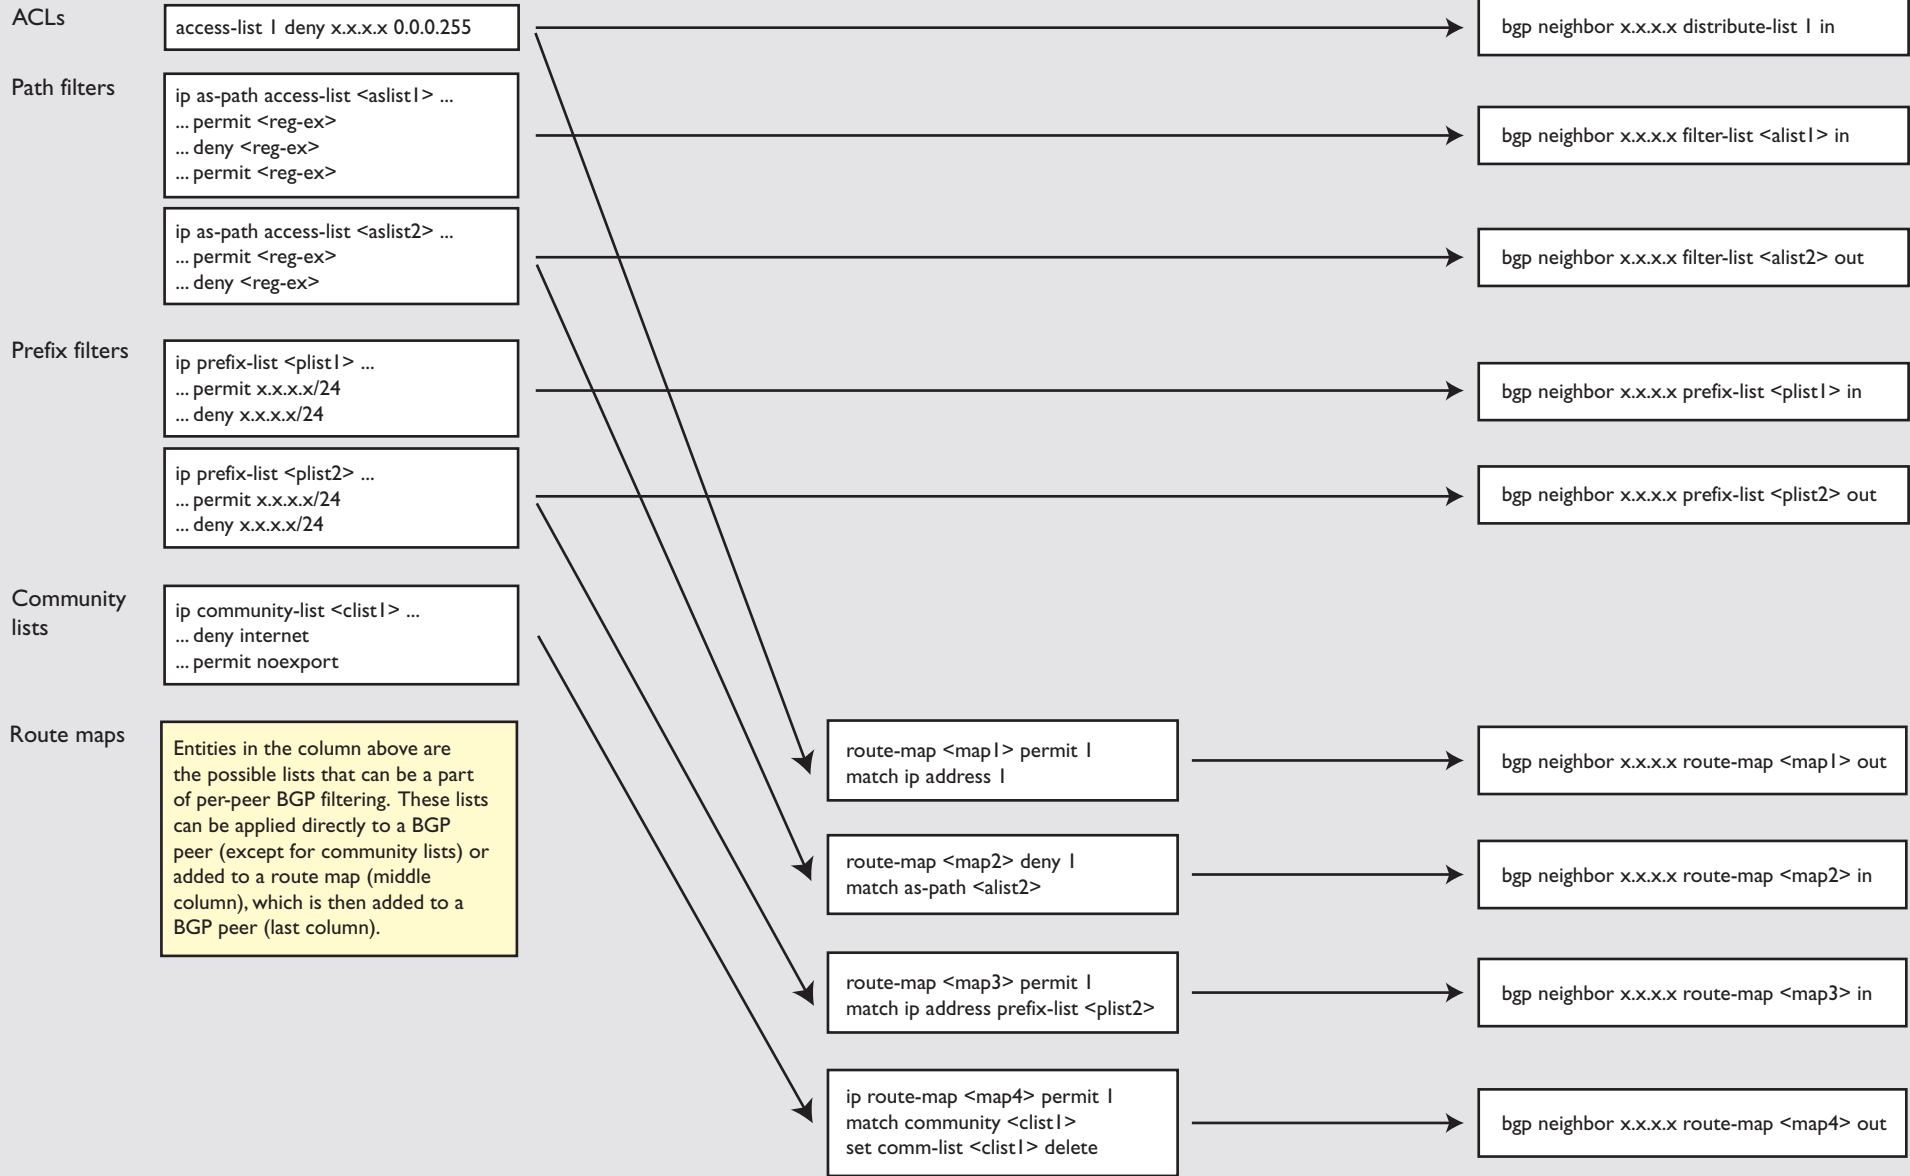 ACLs
access-list 1 deny x.x.x.x 0.0.0.255
bgp neighbor x.x.x.x distribute-list 1 in
Path filters
ip as-path access-list <aslist1> ...
... permit <reg-ex>
... deny <reg-ex>
... permit <reg-ex>
bgp neighbor x.x.x.x filter-list <alist1> in
ip as-path access-list <aslist2> ...
... permit <reg-ex>
... deny <reg-ex>
bgp neighbor x.x.x.x filter-list <alist2> out
Prefix filters
ip prefix-list <plist1> ...
... permit x.x.x.x/24
... deny x.x.x.x/24
bgp neighbor x.x.x.x prefix-list <plist1> in
ip prefix-list <plist2> ...
... permit x.x.x.x/24
... deny x.x.x.x/24
bgp neighbor x.x.x.x prefix-list <plist2> out
Community
lists
ip community-list <clist1> ...
... deny internet
... permit noexport
Route maps
Entities in the column above are
the possible lists that can be a part
of per-peer BGP filtering. These lists
can be applied directly to a BGP
peer (except for community lists) or
added to a route map (middle
column), which is then added to a
BGP peer (last column).
route-map <map1> permit 1
match ip address 1
bgp neighbor x.x.x.x route-map <map1> out
route-map <map2> deny 1
match as-path <alist2>
bgp neighbor x.x.x.x route-map <map2> in
route-map <map3> permit 1
match ip address prefix-list <plist2>
bgp neighbor x.x.x.x route-map <map3> in
ip route-map <map4> permit 1
match community <clist1>
set comm-list <clist1> delete
bgp neighbor x.x.x.x route-map <map4> out